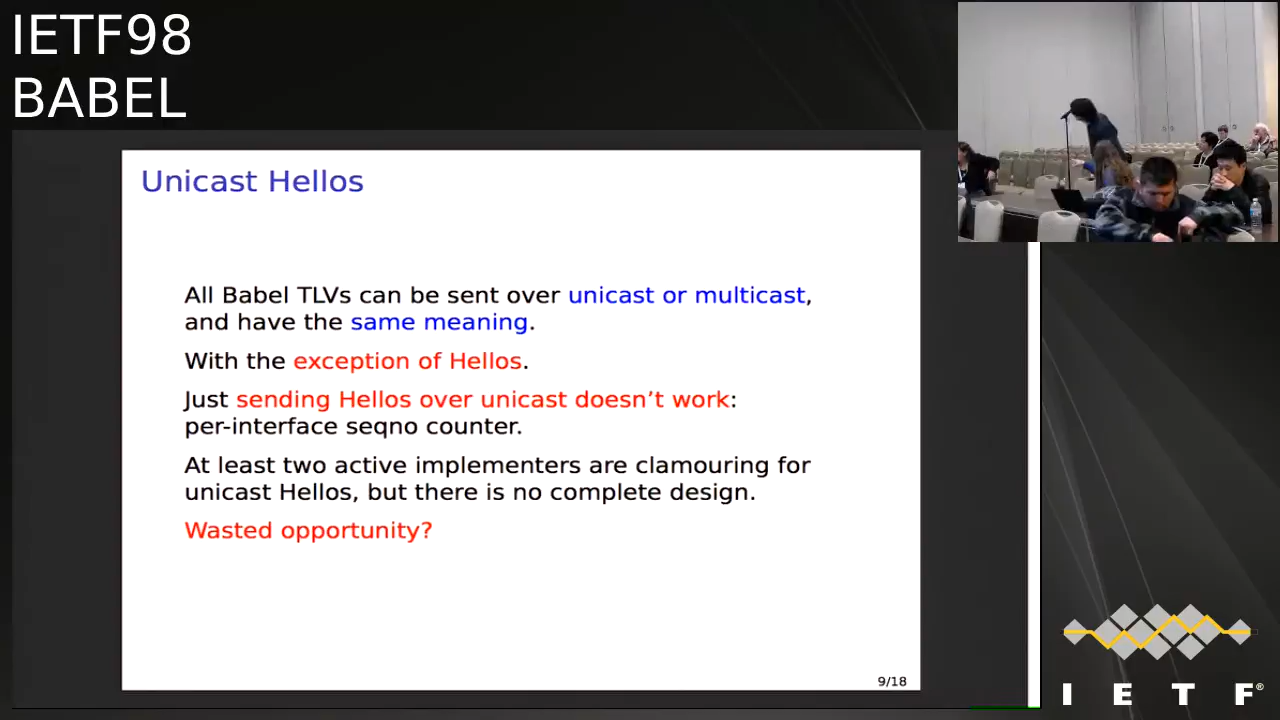 IETF98
BABEL
Unicast Hellos
All Babel TLVs can be sent over unicast or multicast,
and have the same meaning.
With the exception of Hellos.
Just sending Hellos over unicast doesn’t work:
per-interface seqno counter.
At least two active implementers are clamouring for
unicast Hellos, but there is no complete design.
Wasted opportunity?
9/18
I E T F®